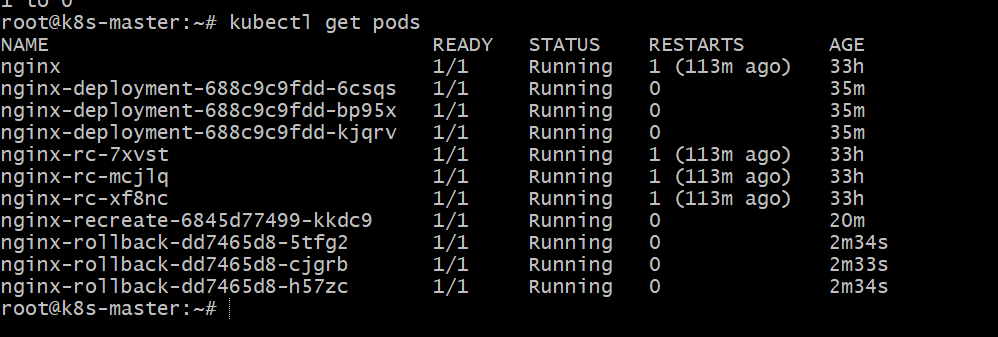 1 to 0
root@k8s-master:~# kubectl get pods
NAME READY STATUS RESTARTS AGE
nginx 1/1 Running 1 (113m ago) 33h
nginx-deployment-688c9c9fdd-6csqs 1/1 Running 0 35m
nginx-deployment-688c9c9fdd-bp95x 1/1 Running 0 35m
nginx-deployment-688c9c9fdd-kjqrv 1/1 Running 0 35m
nginx-rc-7xvst 1/1 Running 1 (113m ago) 33h
nginx-rc-mcjlq 1/1 Running 1 (113m ago) 33h
nginx-rc-xf8nc 1/1 Running 1 (113m ago) 33h
nginx-recreate-6845d77499-kkdc9 1/1 Running 0 20m
nginx-rollback-dd7465d8-5tfg2 1/1 Running 0 2m34s
nginx-rollback-dd7465d8-cjgrb 1/1 Running 0 2m33s
nginx-rollback-dd7465d8-h57zc 1/1 Running 0 2m34s
root@k8s-master:~#